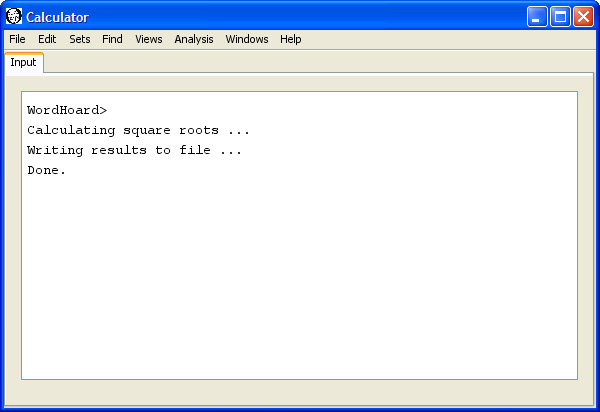 Calculator
File Edit Sets Find Views Analysis Windows Help
Input
WordHoard>
Calculating square roots ...
Writing results to file ...
Done.